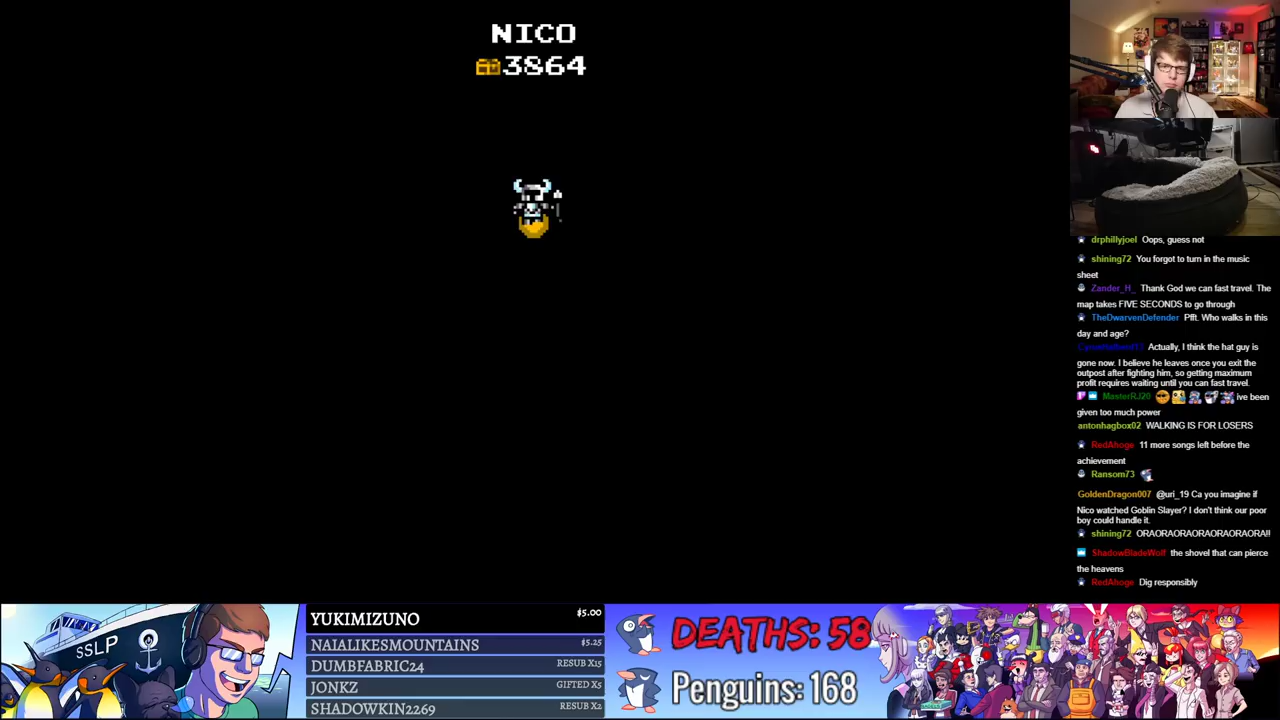 NICO
3864
drphillyjoel Oops, guess not
shining72 You forgot to turn in the music
sheet
Zander_H_ Thank God we can fast travel. The
map takes FIVE SECONDS to go through
TheDwarvenDefender Pfft. Who walks in this
day and age?
Actually, I think the hat guy is
gone now. I believe he leaves once you exit the
outpost after fighting him, so getting maximum
profit requires waiting until you can fast travel.
MasterRJ20 ive been
given too much power
antonhagbox02 WALKING IS FOR LOSERS
RedAhoge 11 more songs left before the
achievement
Ransom73
GoldenDragon007 @uri_19 Ca you imagine if
Nico watched Goblin Slayer? I don't think our poor
boy could handle it.
shining72 ORAORAORAORAORAORAORA!!
ShadowBladeWolf the shovel that can pierce
the heavens
RedAhoge Dig responsibly
SSLP
YUKIMIZUNO $5.00
NAIALIKESMOUNTAINS $5.25
DUMBFABRIC24 RESUB X15
JONKZ GIFTED X5
SHADOWKIN2269 RESUB X2
DEATHS: 58
Penguins: 168